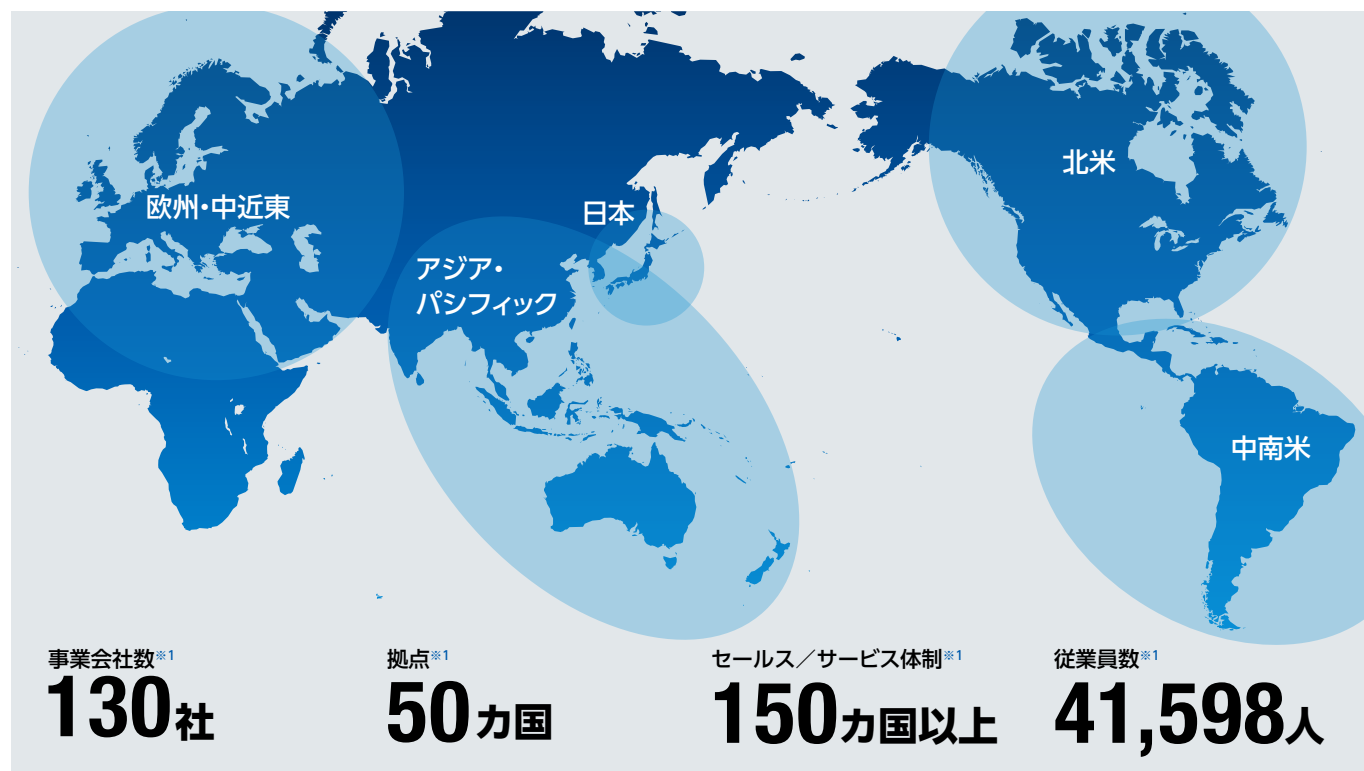 北米
欧州・中近東
日本
アジア・
パシフィック
中南米
事業会社数※1
130社
拠点※1
50カ国
セールス／サービス体制※1
150カ国以上
従業員数※1
41,598人